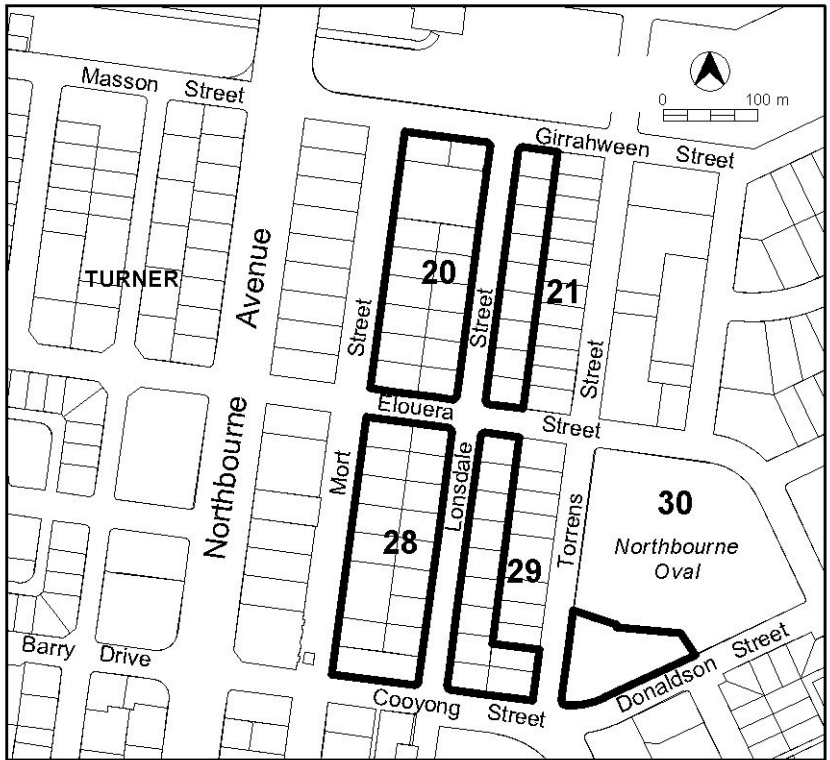 Masson Street
0 100 m
Girrahween Street
TURNER
Northbourne Avenue
20
21
Street
Street
Street
Elouera Street
Mort
Lonsdale
Torrens
28
29
30
Northbourne
Oval
Barry Drive
Cooyong Street
Donaldson Street